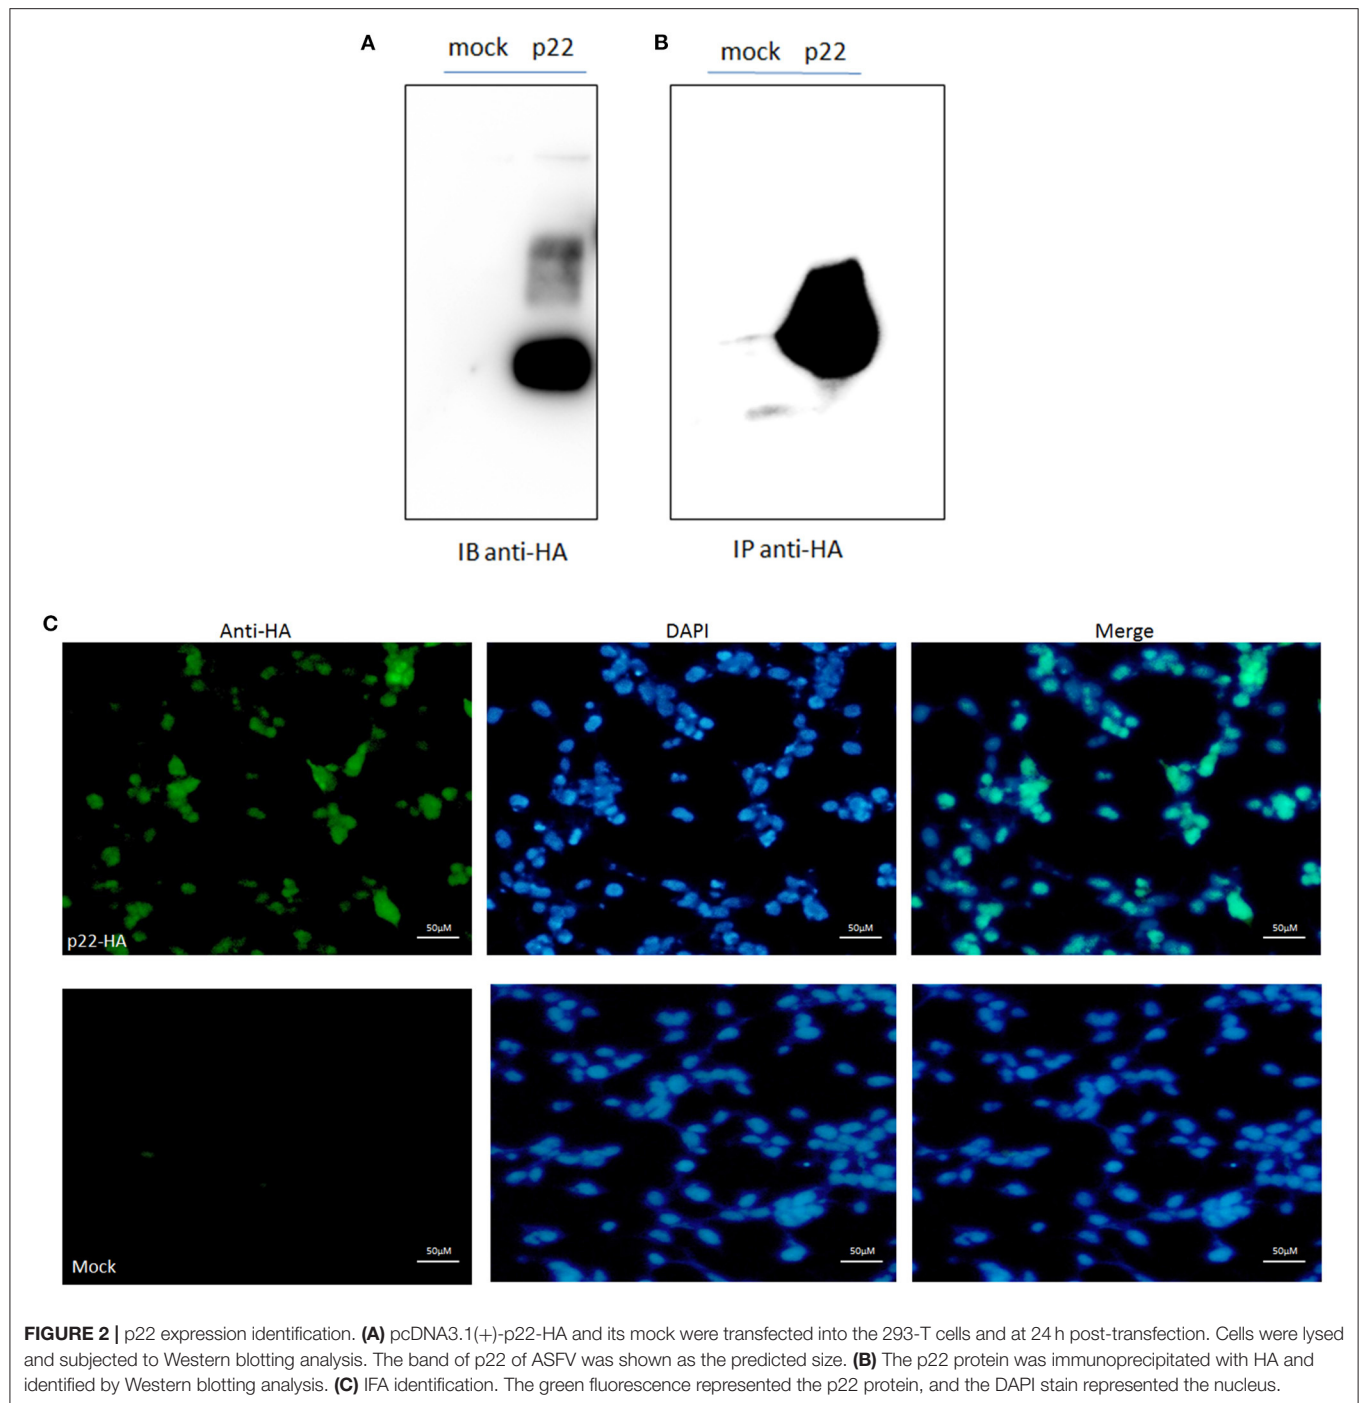 A
mock p22
B
mock p22
IB anti-HA
IP anti-HA
C
Anti-HA
DAPI
Merge
p22-HA
50µM
50µM
50µM
Mock
50µM
50µM
50µM
FIGURE 2 | p22 expression identification. (A) pcDNA3.1(+)-p22-HA and its mock were transfected into the 293-T cells and at 24 h post-transfection. Cells were lysed
and subjected to Western blotting analysis. The band of p22 of ASFV was shown as the predicted size. (B) The p22 protein was immunoprecipitated with HA and
identified by Western blotting analysis. (C) IFA identification. The green fluorescence represented the p22 protein, and the DAPI stain represented the nucleus.